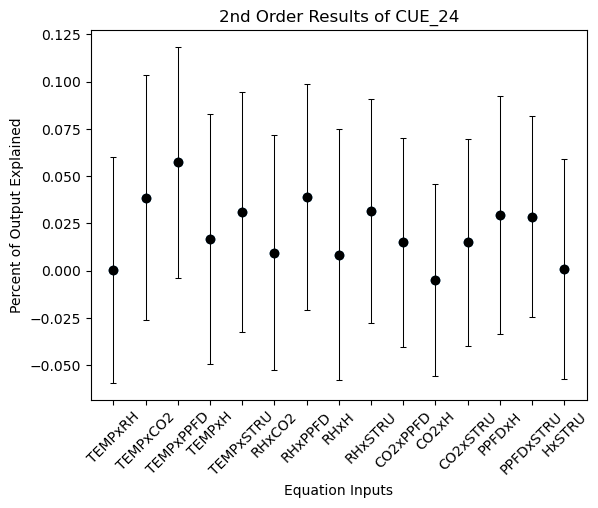 2nd Order Results of CUE_24
Percent of Output Explained
0.125
0.100
0.075
0.050
0.025
0.000
−0.025
−0.050
TEMPxRH
TEMPxCO2
TEMPxPPFD
TEMPxH
TEMPxSTRU
RHxCO2
RHxPPFD
RHxH
RHxSTRU
CO2xPPFD
CO2xH
CO2xSTRU
PPFDxH
PPFDxSTRU
HxSTRU
Equation Inputs